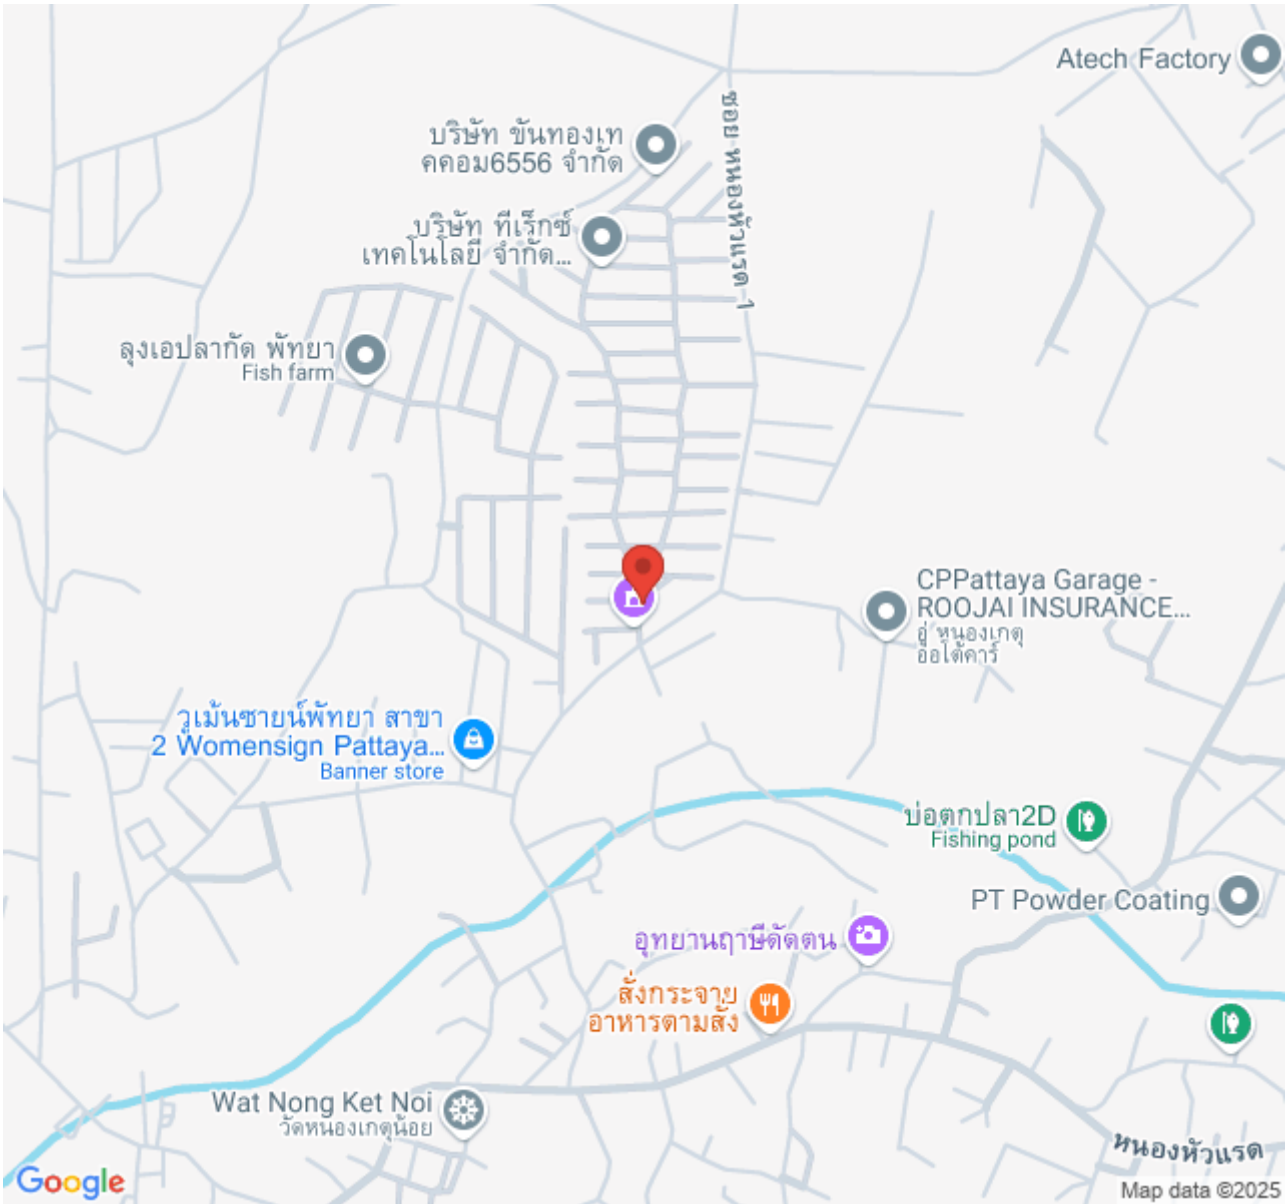 Atech Factory
บริษัท ขันทองเท
คคอม6556 จำกัด
ซอย หนองหัวแรด 1
บริษัท ทีเร็กซ์
เทคโนโลยี จำกัด...
ลุงเอปลากัด พัทยา
Fish farm
CPPattaya Garage -
ROOJAI INSURANCE...
อู่ หนองเกตุ
ออโต้คาร์
วูเม้นซายน์พัทยา สาขา
2 Womensign Pattaya...
Banner store
บ่อตกปลา2D
Fishing pond
PT Powder Coating
อุทยานฤาษีดัดตน
สั่งกระจาย
อาหารตามสั่ง
Wat Nong Ket Noi
วัดหนองเกตุน้อย
หนองหัวแรด
Google
Map data ©2025